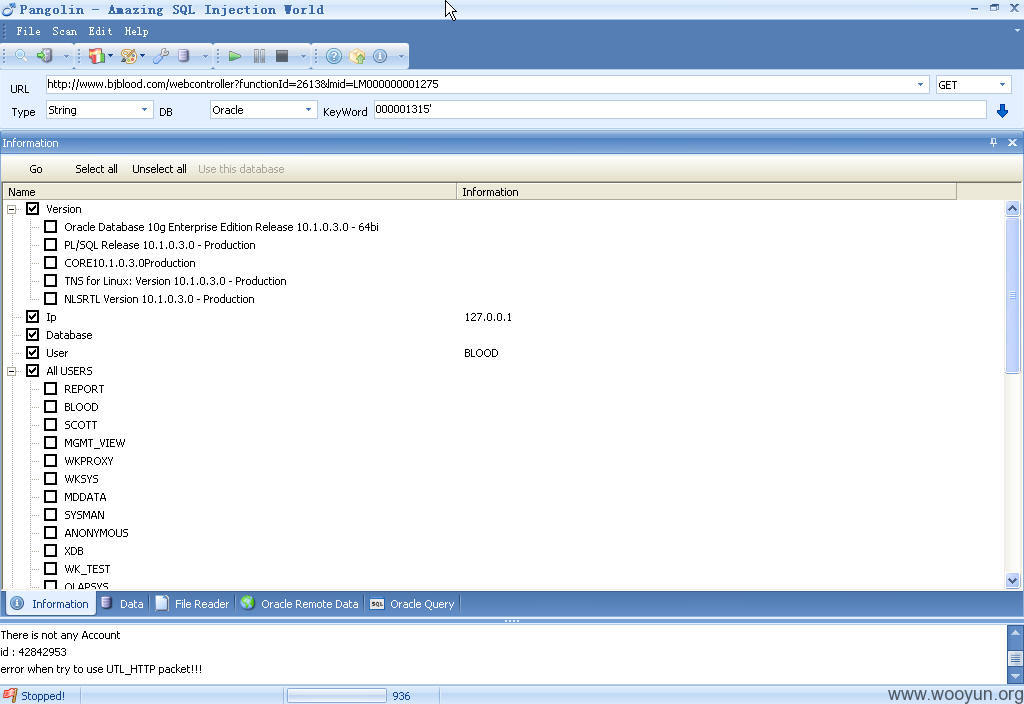 Pangolin - Amazing SQL Injection World
File Scan Edit Help
URL http://www.bjblood.com/webcontroller?functionId=2613&lmid=LM000000001275 GET
Type String DB Oracle KeyWord 000001315'
Information
Go Select all Unselect all Use this database
Name Information
Version
Oracle Database 10g Enterprise Edition Release 10.1.0.3.0 - 64bi
PL/SQL Release 10.1.0.3.0 - Production
CORE10.1.0.3.0Production
TNS for Linux: Version 10.1.0.3.0 - Production
NLSRTL Version 10.1.0.3.0 - Production
Ip 127.0.0.1
Database
User BLOOD
All USERS
REPORT
BLOOD
SCOTT
MGMT_VIEW
WKPROXY
WKSYS
MDDATA
SYSMAN
ANONYMOUS
XDB
WK_TEST
OLAPSYS
Information Data File Reader Oracle Remote Data SQL Oracle Query
There is not any Account
id : 42842953
error when try to use UTL_HTTP packet!!!
Stopped! 936
www.wooyun.org